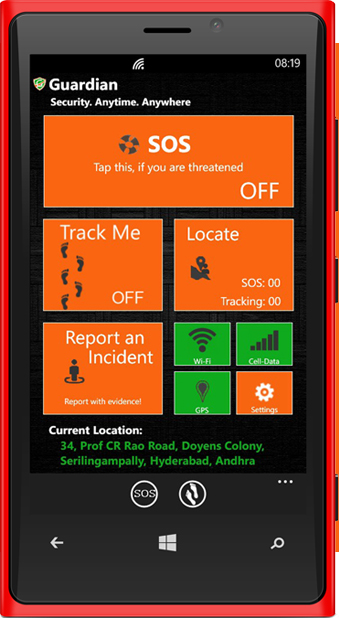 08:19
Guardian
Security. Anytime. Anywhere
SOS
Tap this, if you are threatened
OFF
Track Me
OFF
Locate
SOS: 00
Tracking: 00
Report an
Incident
Report with evidence!
Wi-Fi
Cell-Data
GPS
Settings
Current Location:
34, Prof CR Rao Road, Doyens Colony,
Serilingampally, Hyderabad, Andhra
SOS